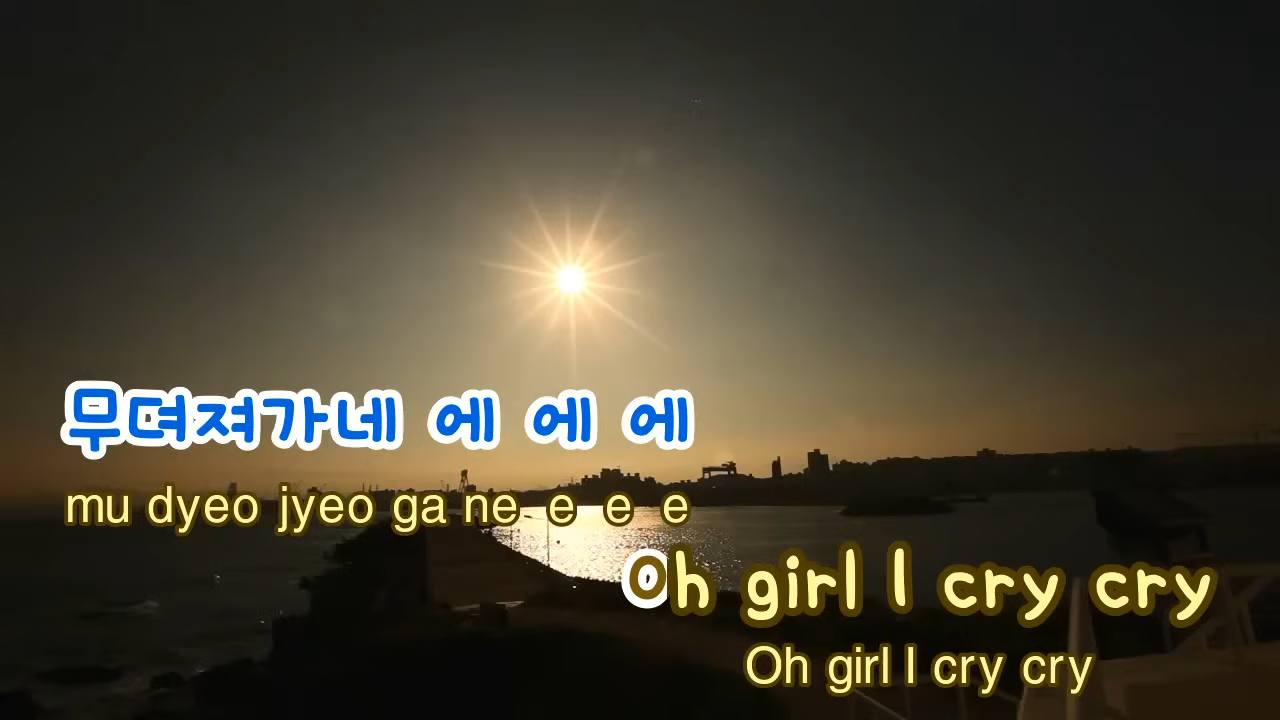 무뎌져가네 에 에 에
mu dyeo jyeo ga ne e e e
Oh girl I cry cry
Oh girl I cry cry